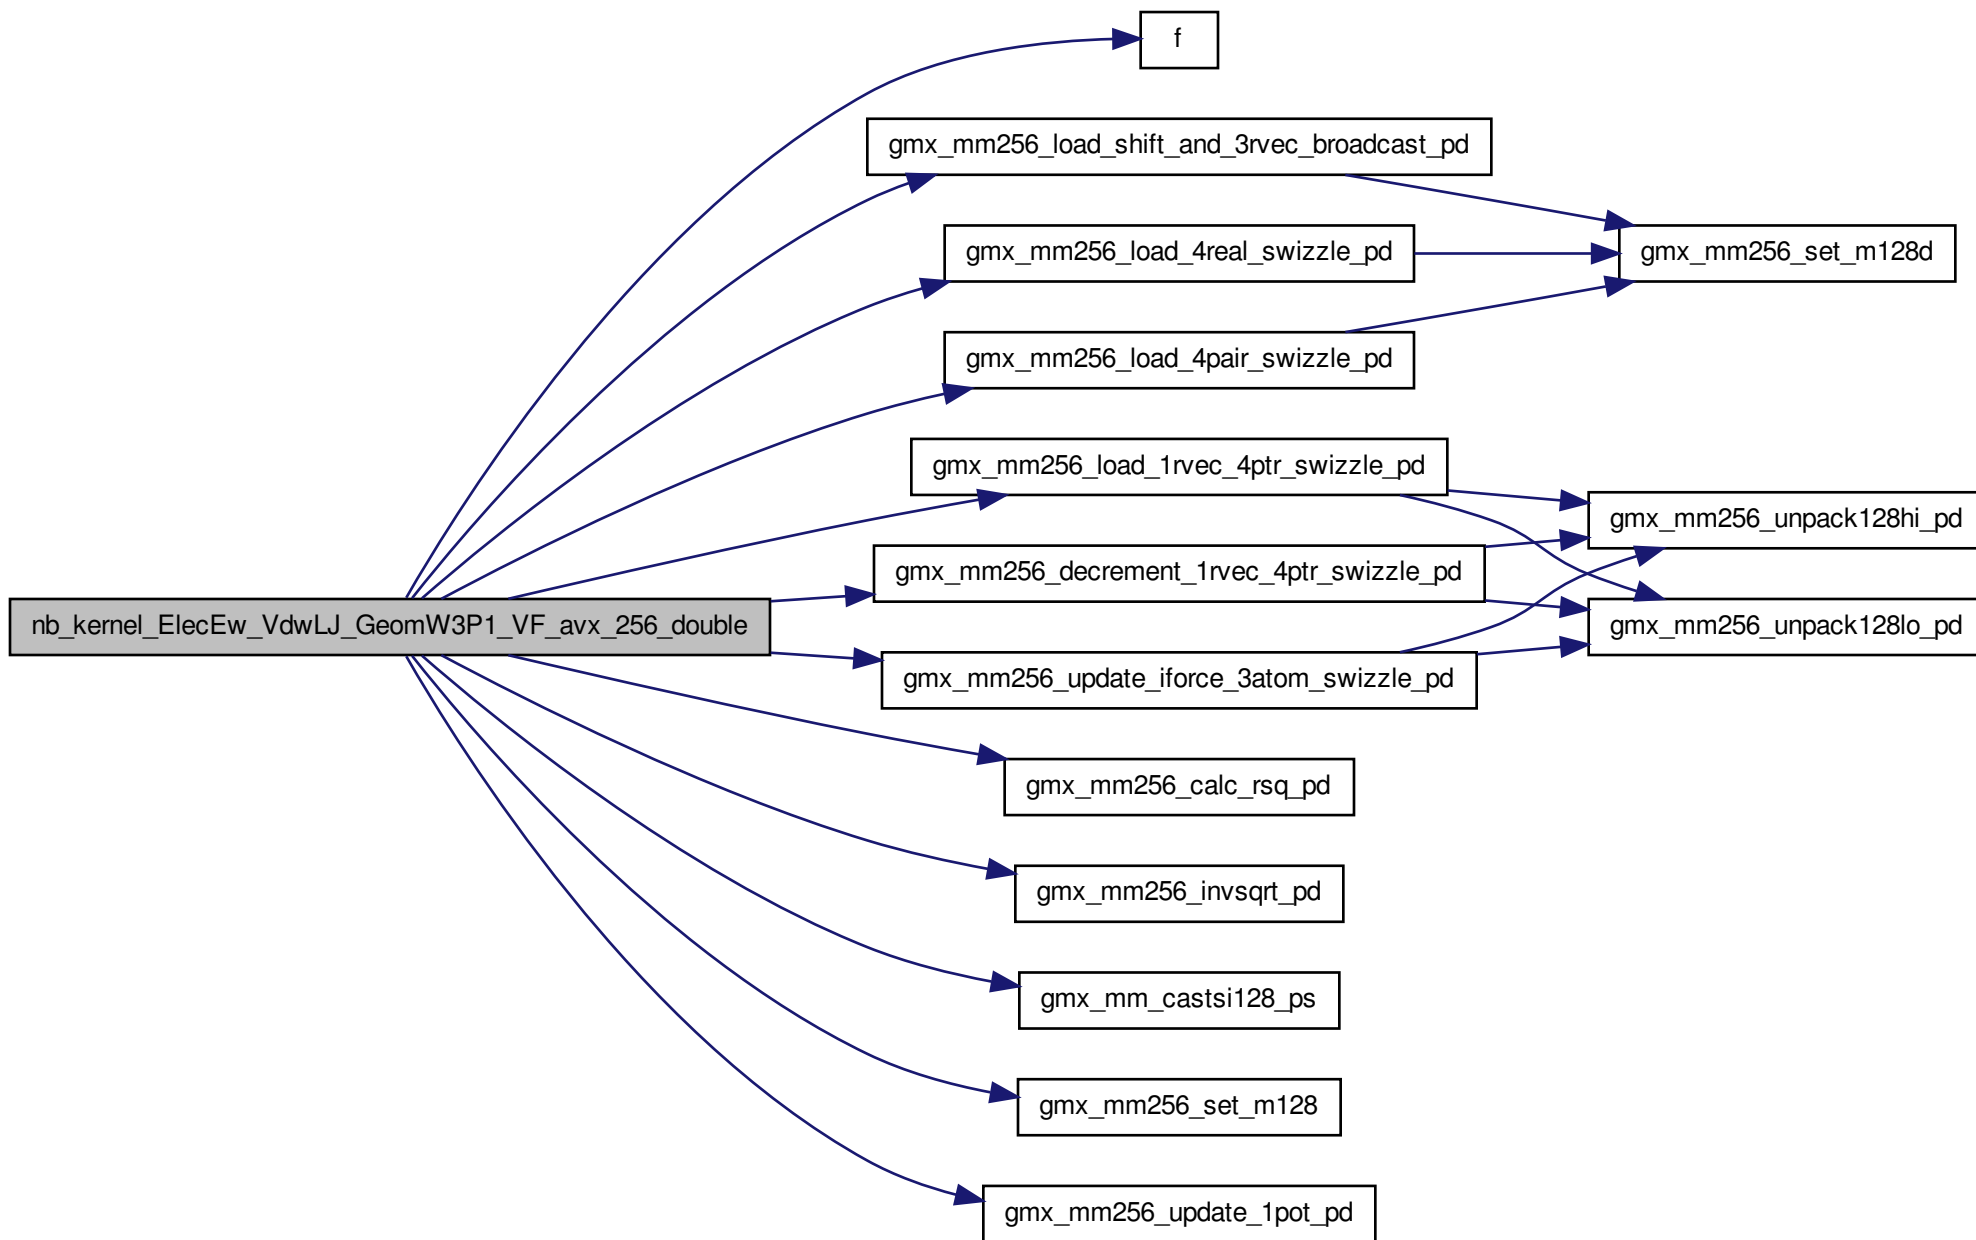 f
gmx_mm256_load_shift_and_3rvec_broadcast_pd
gmx_mm256_load_4real_swizzle_pd
gmx_mm256_set_m128d
gmx_mm256_load_4pair_swizzle_pd
gmx_mm256_load_1rvec_4ptr_swizzle_pd
gmx_mm256_unpack128hi_pd
gmx_mm256_decrement_1rvec_4ptr_swizzle_pd
nb_kernel_ElecEw_VdwLJ_GeomW3P1_VF_avx_256_double
gmx_mm256_unpack128lo_pd
gmx_mm256_update_iforce_3atom_swizzle_pd
gmx_mm256_calc_rsq_pd
gmx_mm256_invsqrt_pd
gmx_mm_castsi128_ps
gmx_mm256_set_m128
gmx_mm256_update_1pot_pd